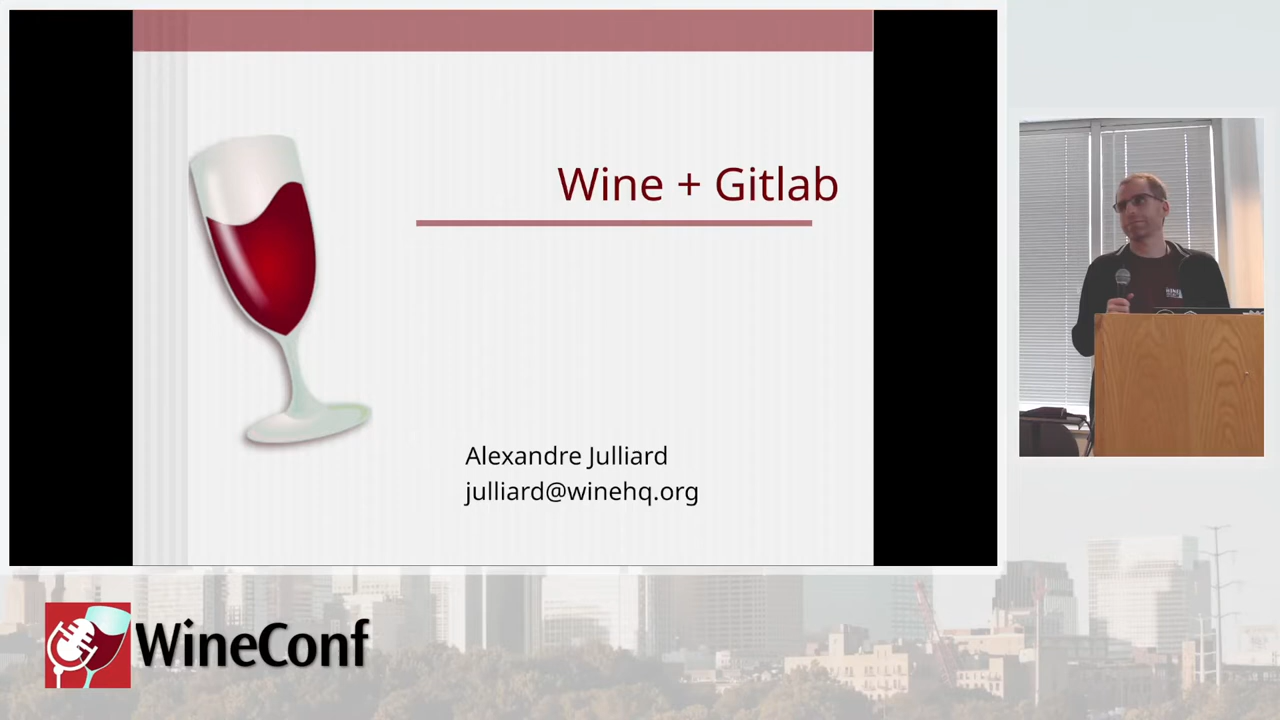 Wine + Gitlab
Alexandre Julliard
julliard@winehq.org
WineConf